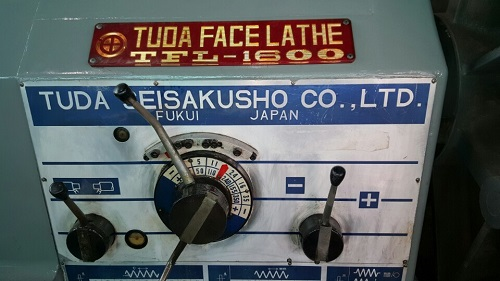 TUDA FACE LATHE
TFL-1600
TUDA SEISAKUSHO CO.,LTD.
FUKUI JAPAN